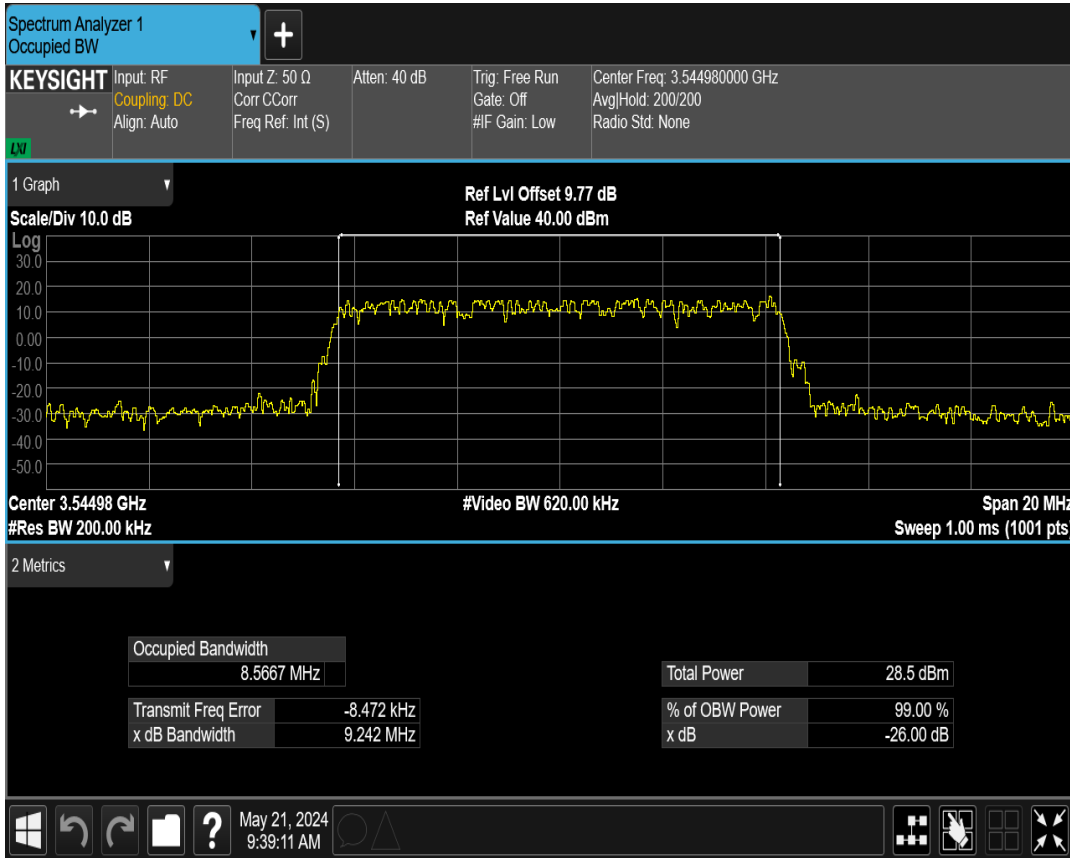 Spectrum Analyzer 1
Occupied BW
KEYSIGHT
LXI
Input: RF
Coupling: DC
Align: Auto
Input Z: 50 Ω
Corr CCorr
Freq Ref: Int (S)
Atten: 40 dB
Trig: Free Run
Gate: Off
#IF Gain: Low
Center Freq: 3.544980000 GHz
Avg|Hold: 200/200
Radio Std: None
1 Graph
Scale/Div 10.0 dB
Ref Lvl Offset 9.77 dB
Ref Value 40.00 dBm
Log
30.0
20.0
10.0
0.00
-10.0
-20.0
-30.0
-40.0
-50.0
Center 3.54498 GHz
#Video BW 620.00 kHz
Span 20 MHz
#Res BW 200.00 kHz
Sweep 1.00 ms (1001 pts)
2 Metrics
Occupied Bandwidth
8.5667 MHz
Total Power 28.5 dBm
Transmit Freq Error -8.472 kHz
% of OBW Power 99.00 %
x dB Bandwidth 9.242 MHz
x dB -26.00 dB
?
May 21, 2024
9:39:11 AM